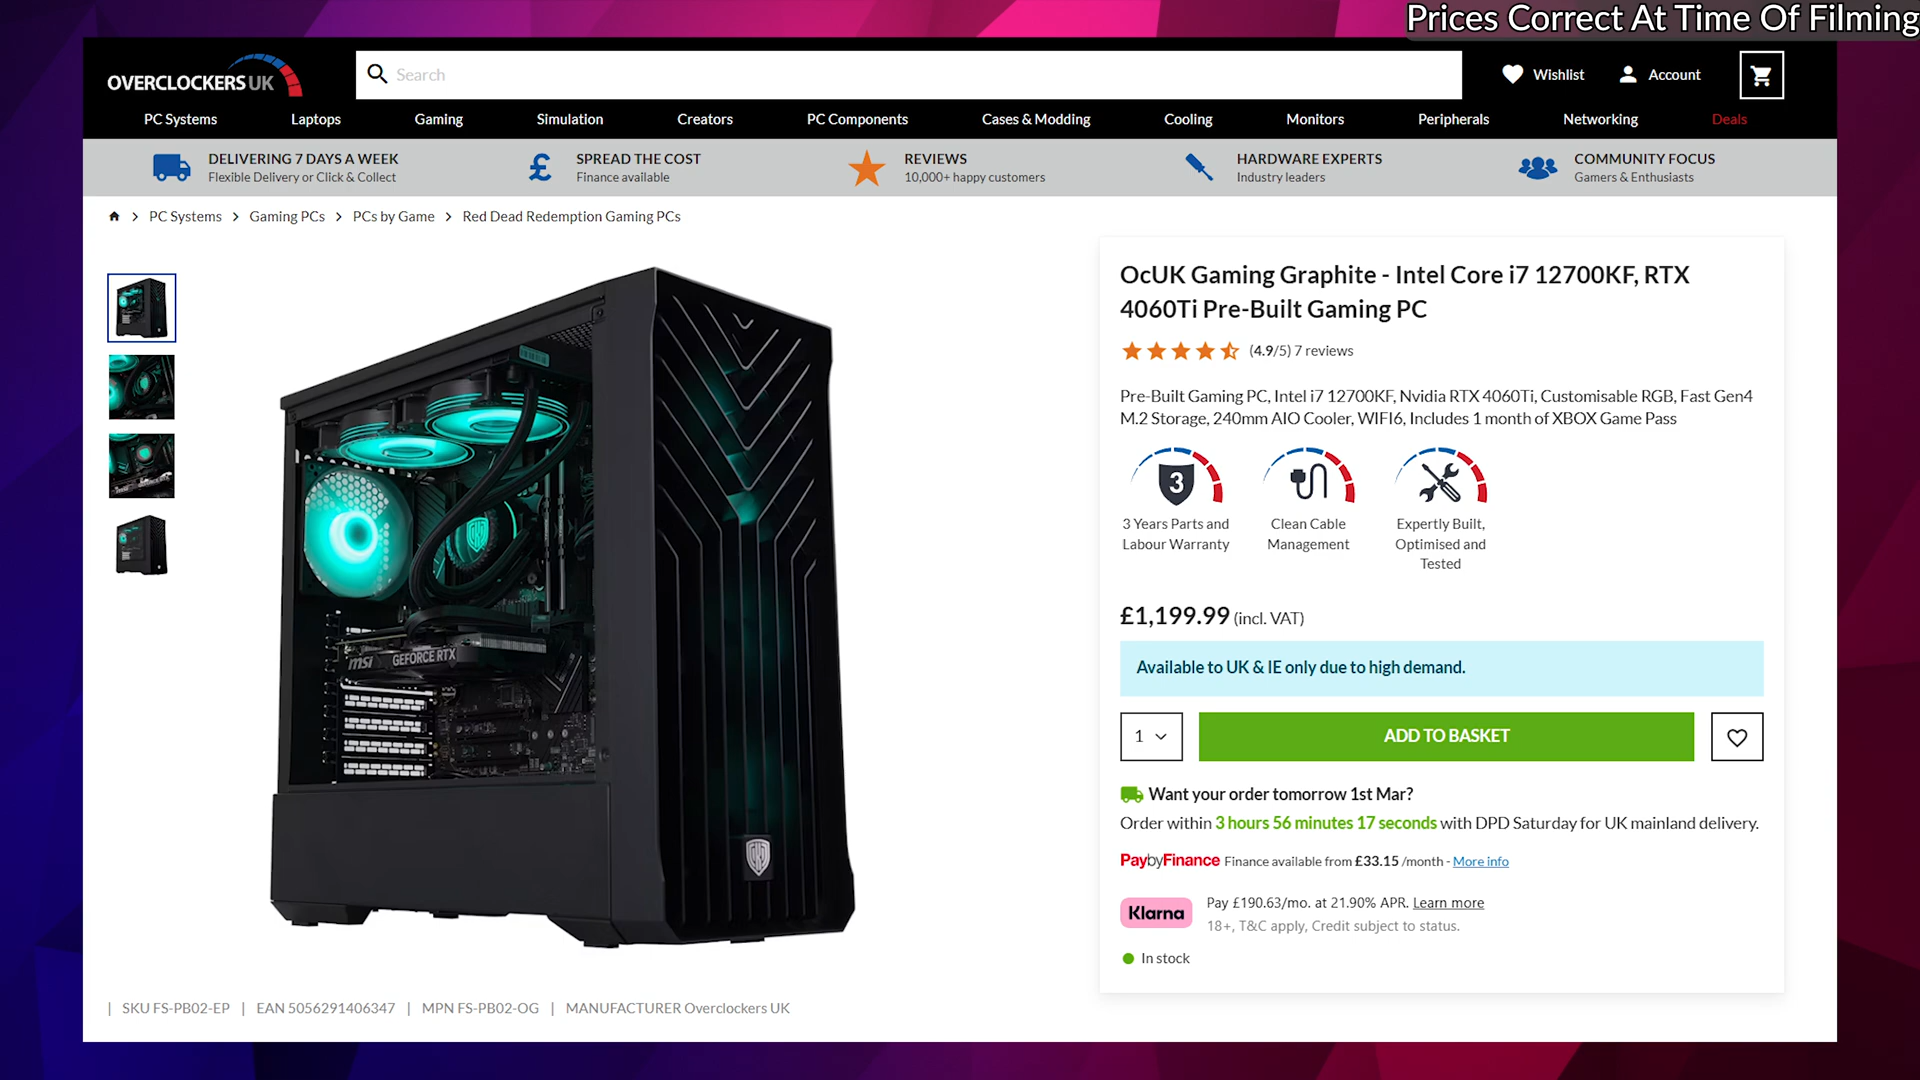 Prices Correct At Time Of Filming
OVERCLOCKERS UK
Search
Wishlist
Account
PC Systems
Laptops
Gaming
Simulation
Creators
PC Components
Cases & Modding
Cooling
Monitors
Peripherals
Networking
Deals
DELIVERING 7 DAYS A WEEK
Flexible Delivery or Click & Collect
SPREAD THE COST
Finance available
REVIEWS
10,000+ happy customers
HARDWARE EXPERTS
Industry leaders
COMMUNITY FOCUS
Gamers & Enthusiasts
PC Systems > Gaming PCs > PCs by Game > Red Dead Redemption Gaming PCs
msi GEFORCE RTX
OcUK Gaming Graphite - Intel Core i7 12700KF, RTX
4060Ti Pre-Built Gaming PC
(4.9/5) 7 reviews
Pre-Built Gaming PC, Intel i7 12700KF, Nvidia RTX 4060Ti, Customisable RGB, Fast Gen4
M.2 Storage, 240mm AIO Cooler, WIFI6, Includes 1 month of XBOX Game Pass
3
3 Years Parts and
Labour Warranty
Clean Cable
Management
Expertly Built,
Optimised and
Tested
£1,199.99 (incl. VAT)
Available to UK & IE only due to high demand.
1
ADD TO BASKET
Want your order tomorrow 1st Mar?
Order within 3 hours 56 minutes 17 seconds with DPD Saturday for UK mainland delivery.
PaybyFinance Finance available from £33.15 /month - More info
Klarna
Pay £190.63/mo. at 21.90% APR. Learn more
18+, T&C apply, Credit subject to status.
In stock
| SKU FS-PB02-EP | EAN 5056291406347 | MPN FS-PB02-OG | MANUFACTURER Overclockers UK